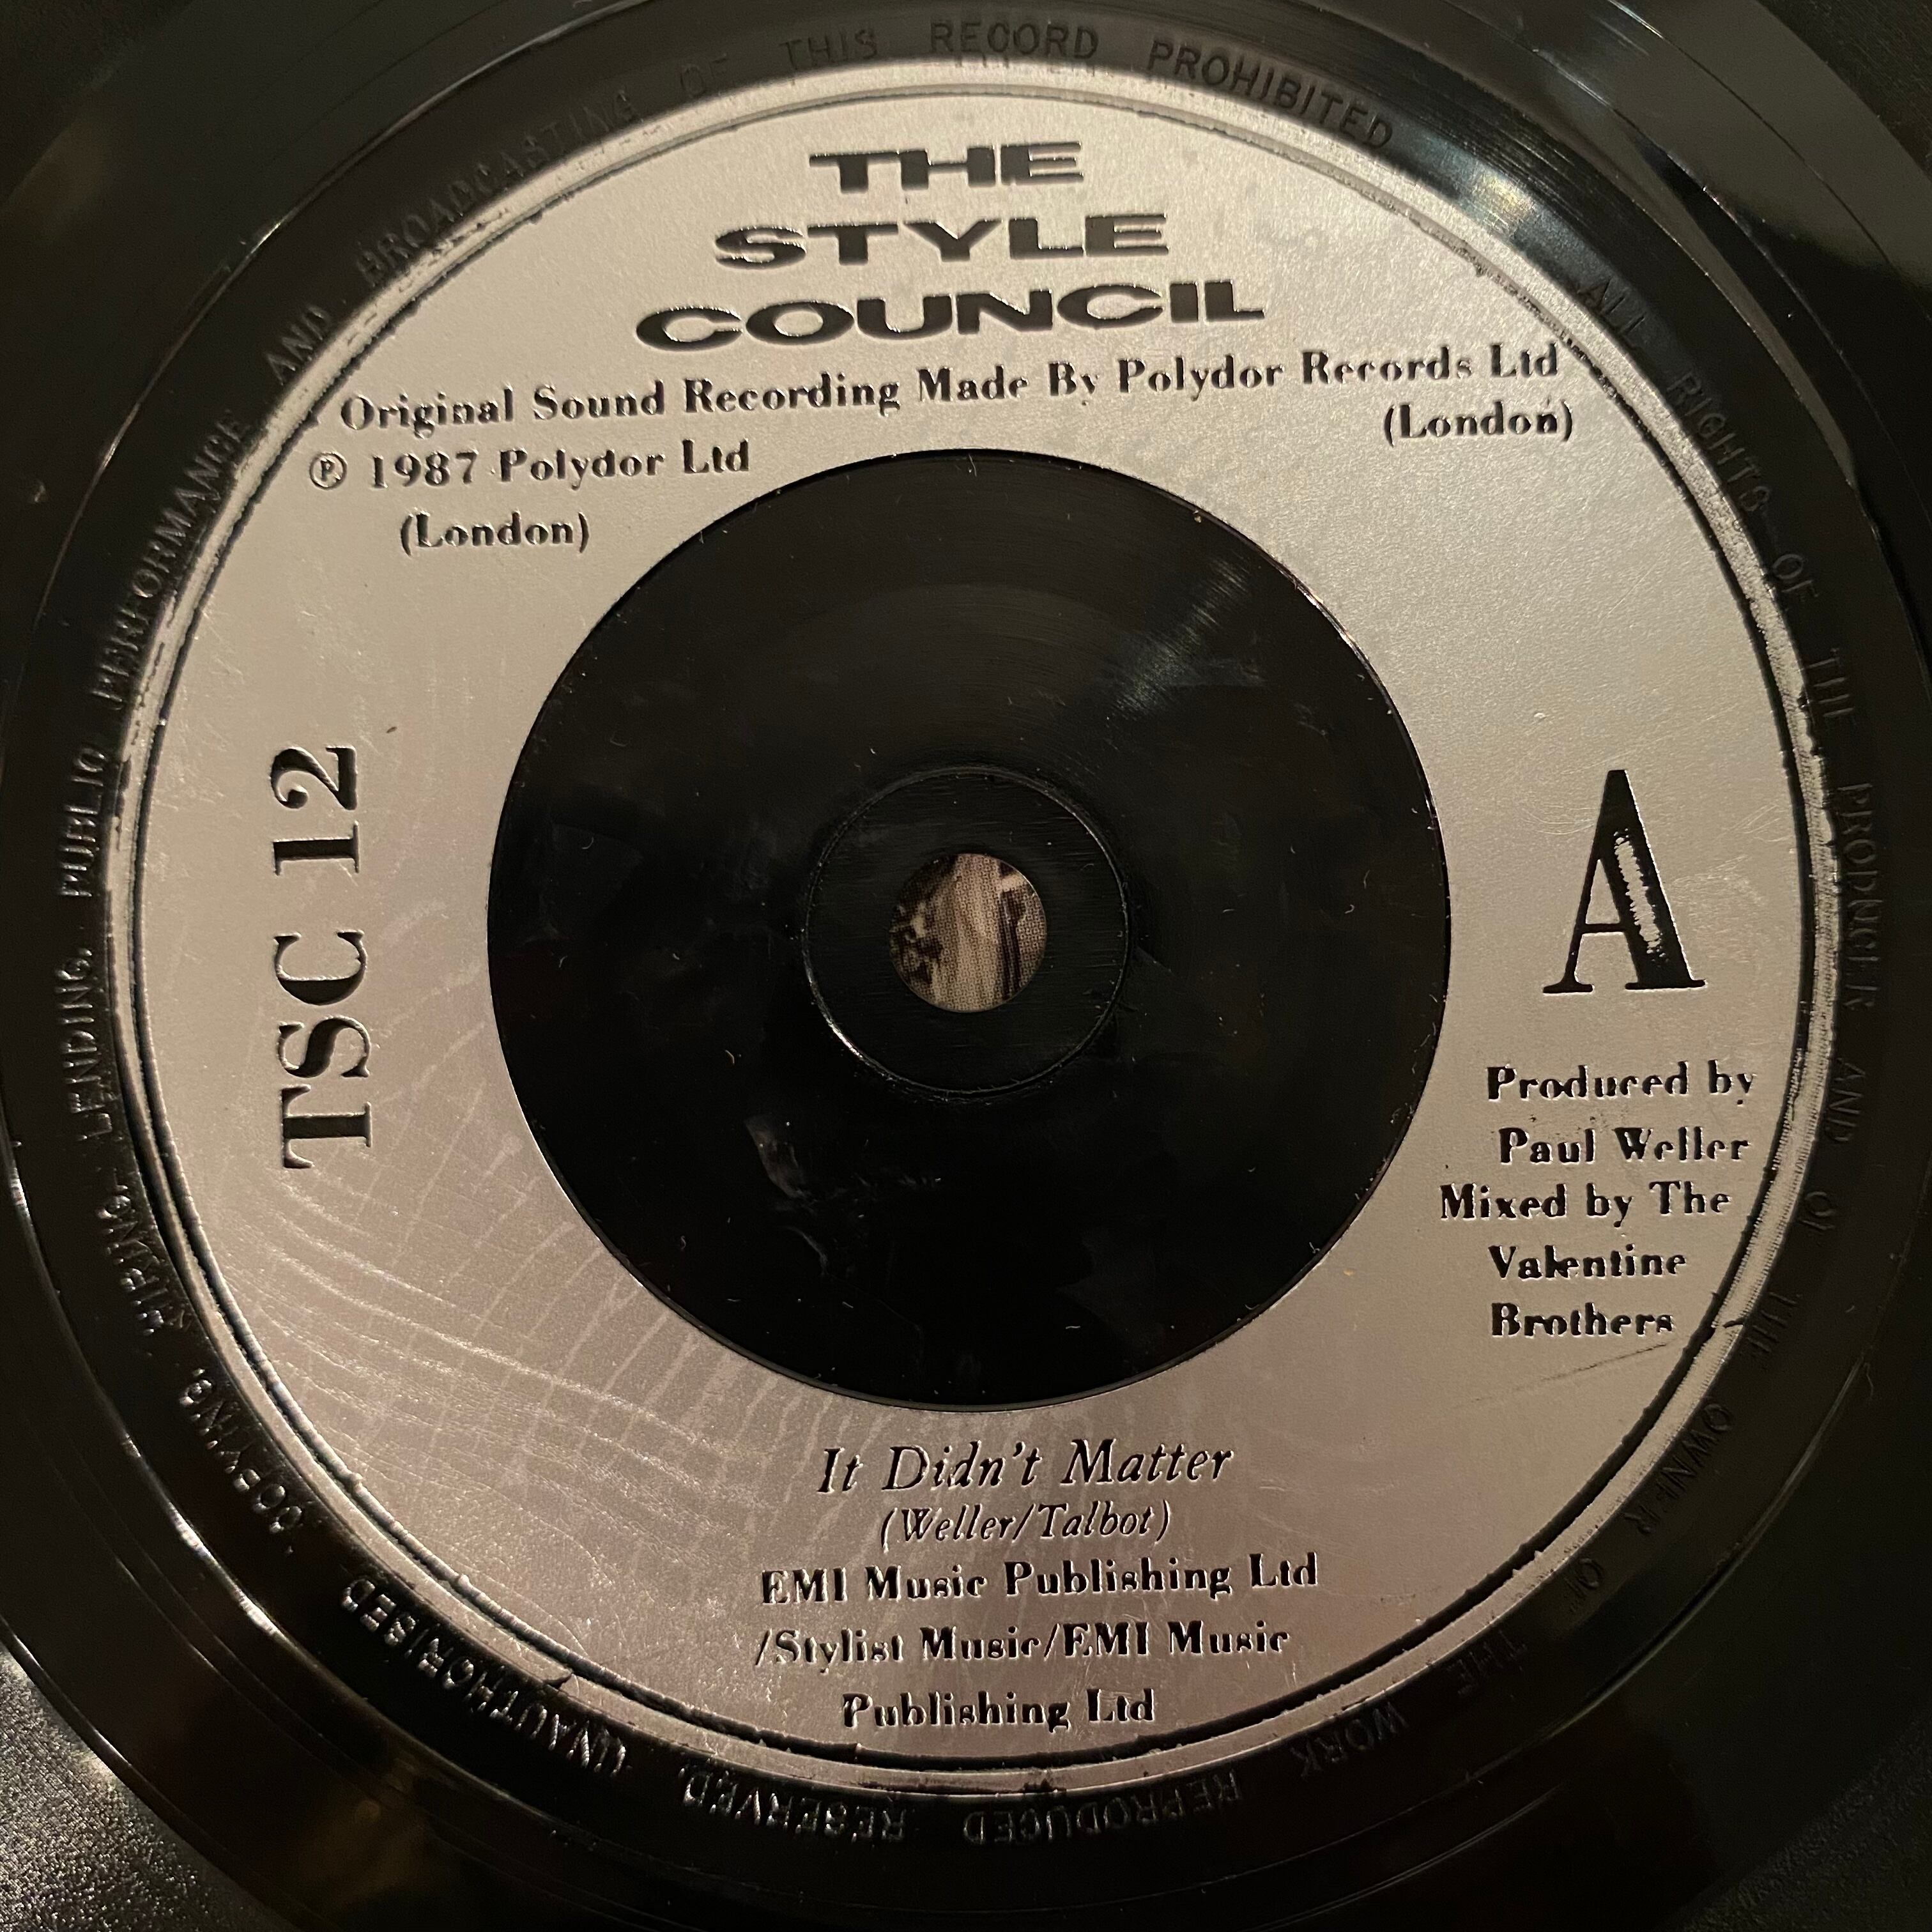 THE
STYLE
COUNCIL
Original Sound Recording Made By Polydor Records Ltd
(London)
Ⓟ 1987 Polydor Ltd
(London)
TSC 12
A
Produced by
Paul Weller
Mixed by The
Valentine
Brothers
It Didn't Matter
(Weller/Talbot)
EMI Music Publishing Ltd
/Stylist Music/EMI Music
Publishing Ltd
ALL RIGHTS OF THE PRODUCER AND OF THE OWNER OF THE WORK REPRODUCED RESERVED. UNAUTHORISED COPYING, HIRING, LENDING, PUBLIC PERFORMANCE AND BROADCASTING OF THIS RECORD PROHIBITED